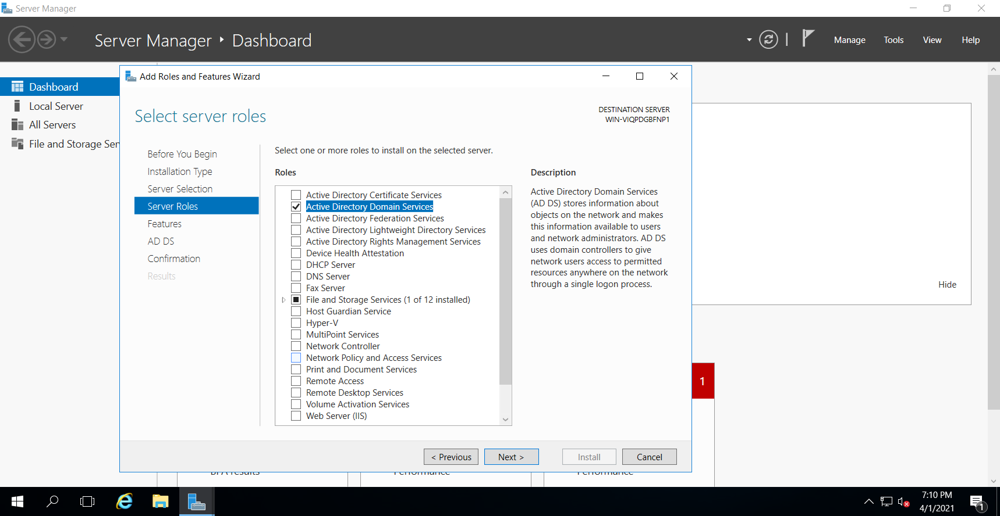 Server Manager
Server Manager ‣ Dashboard
Manage
Tools
View
Help
Dashboard
Local Server
All Servers
File and Storage Ser
Add Roles and Features Wizard
Select server roles
DESTINATION SERVER
WIN-VIQPDGBFNP1
Before You Begin
Installation Type
Server Selection
Server Roles
Features
AD DS
Confirmation
Results
Select one or more roles to install on the selected server.
Roles
Active Directory Certificate Services
Active Directory Domain Services
Active Directory Federation Services
Active Directory Lightweight Directory Services
Active Directory Rights Management Services
Device Health Attestation
DHCP Server
DNS Server
Fax Server
File and Storage Services (1 of 12 installed)
Host Guardian Service
Hyper-V
MultiPoint Services
Network Controller
Network Policy and Access Services
Print and Document Services
Remote Access
Remote Desktop Services
Volume Activation Services
Web Server (IIS)
Description
Active Directory Domain Services
(AD DS) stores information about
objects on the network and makes
this information available to users
and network administrators. AD DS
uses domain controllers to give
network users access to permitted
resources anywhere on the network
through a single logon process.
Hide
1
< Previous
Next >
Install
Cancel
BPA results
Performance
Performance
7:10 PM
4/1/2021
1